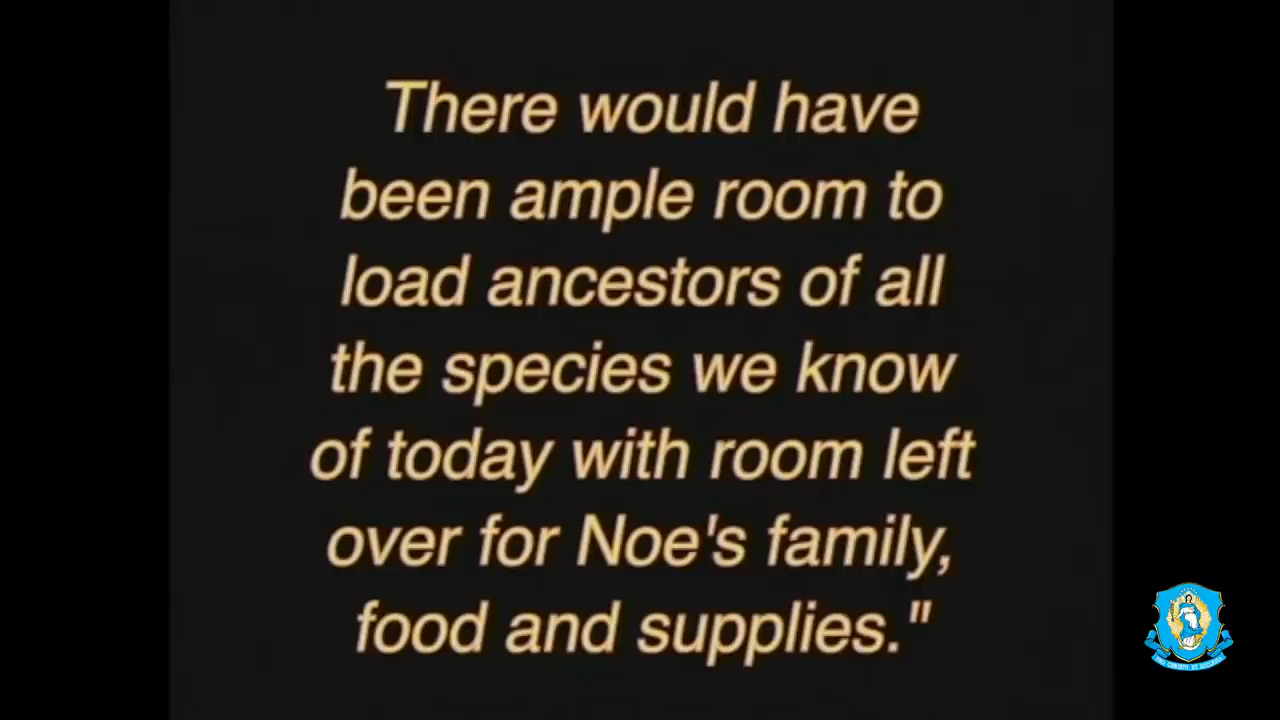 There would have
been ample room to
load ancestors of all
the species we know
of today with room left
over for Noe's family,
food and supplies."